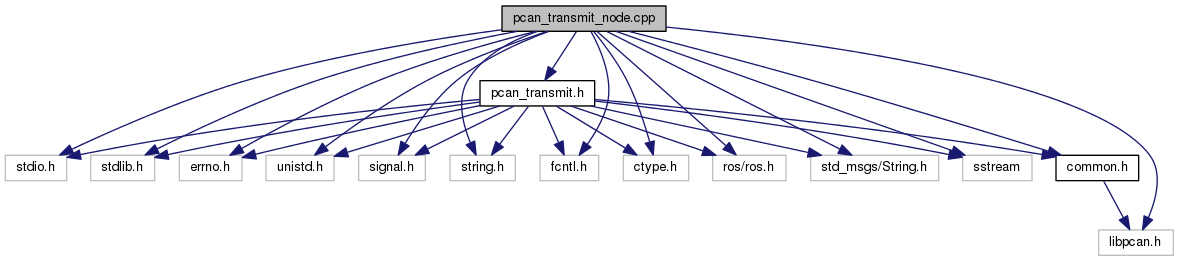 pcan_transmit_node.cpp
pcan_transmit.h
stdio.h
stdlib.h
errno.h
unistd.h
signal.h
string.h
fcntl.h
ctype.h
ros/ros.h
std_msgs/String.h
sstream
common.h
libpcan.h